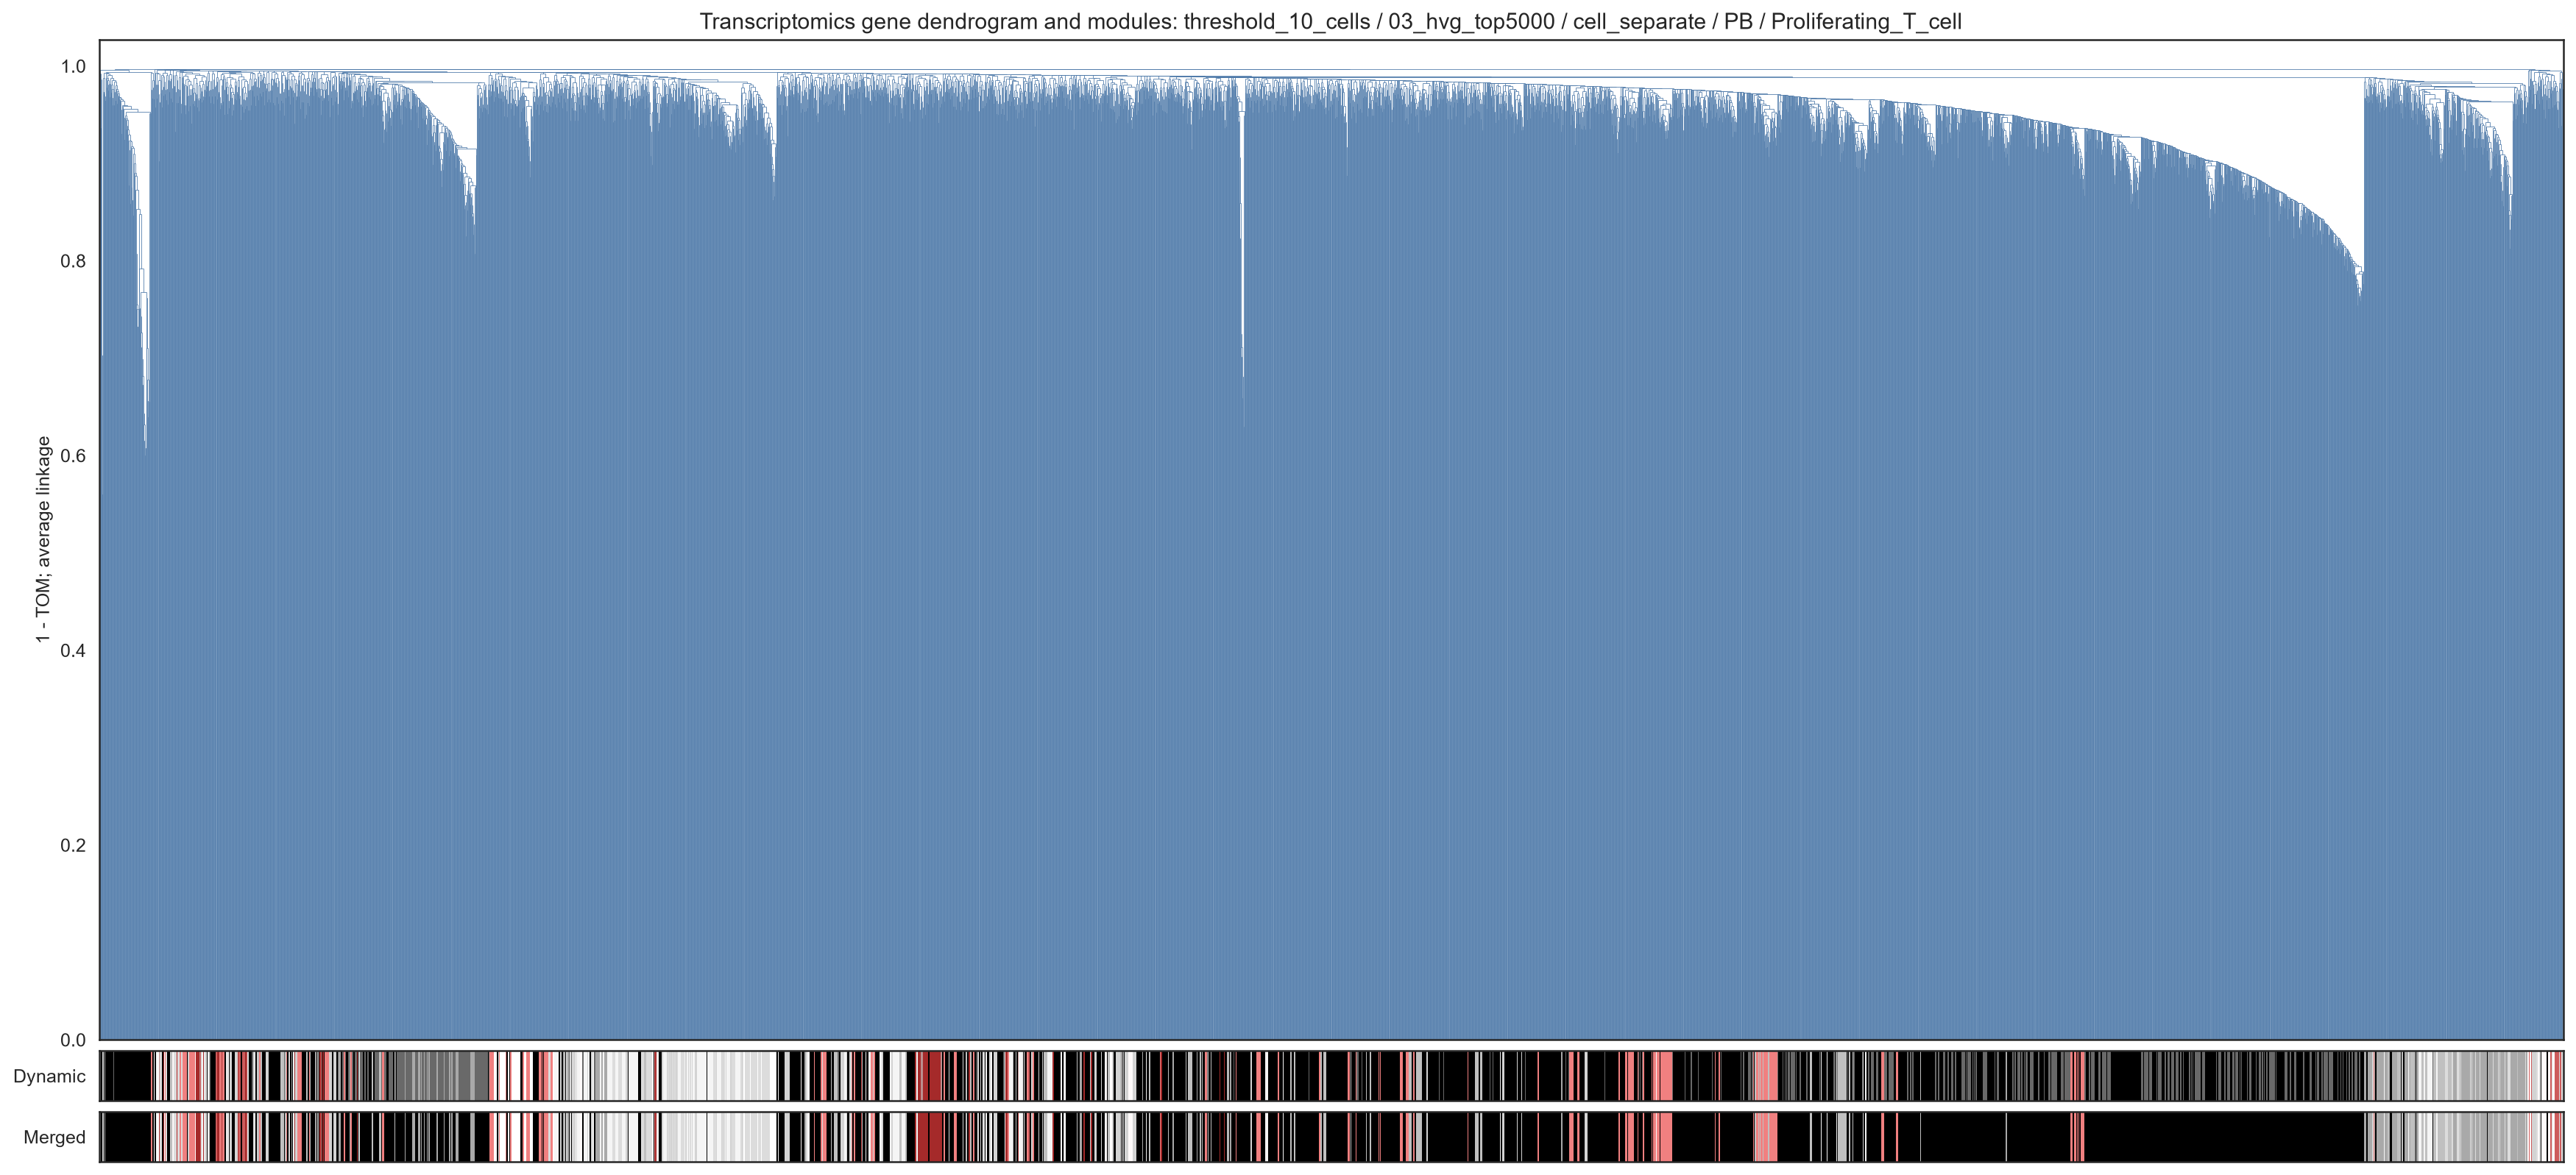 Transcriptomics gene dendrogram and modules: threshold_10_cells / 03_hvg_top5000 / cell_separate / PB / Proliferating_T_cell
1.0
0.8
0.6
0.4
0.2
0.0
1 - TOM; average linkage
Dynamic
Merged